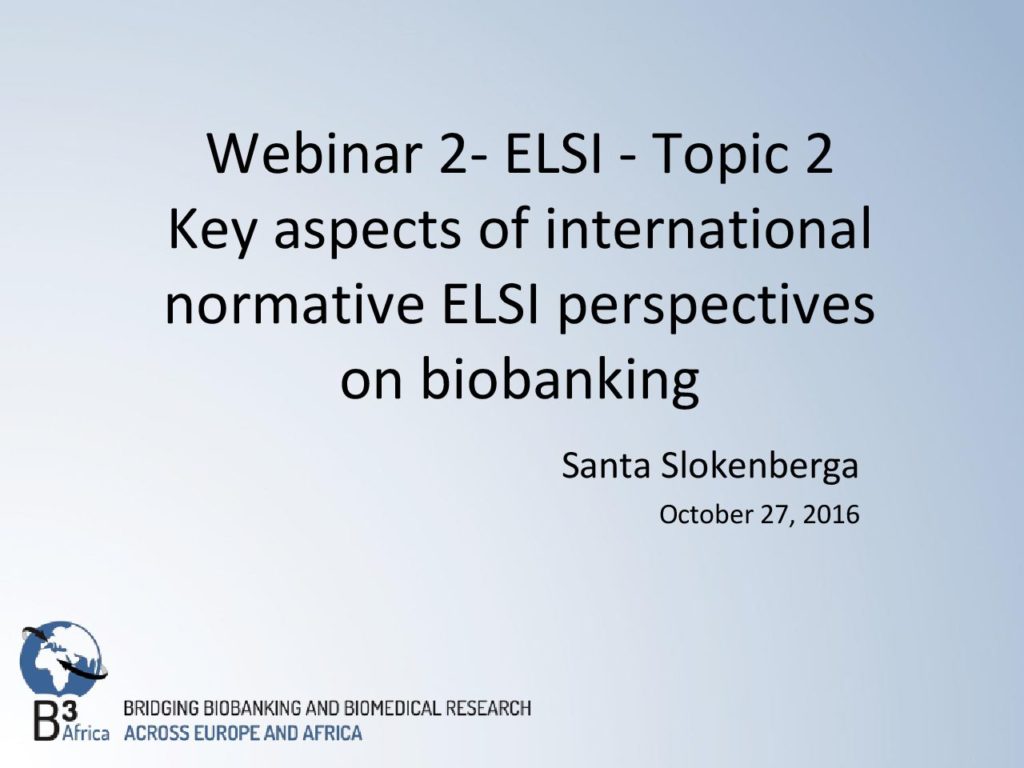 Webinar 2- ELSI - Topic 2
Key aspects of international
normative ELSI perspectives
on biobanking
Santa Slokenberga
October 27, 2016
B3 Africa
BRIDGING BIOBANKING AND BIOMEDICAL RESEARCH
ACROSS EUROPE AND AFRICA